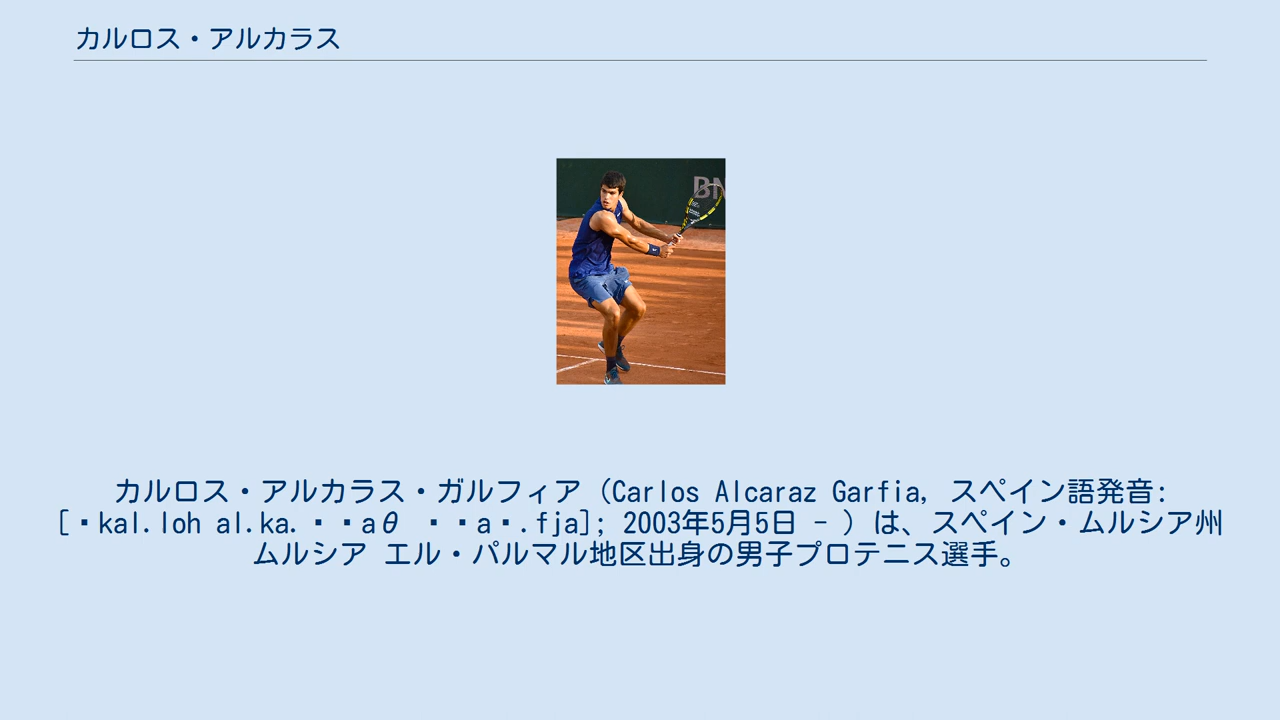 カルロス・アルカラス
BN
カルロス・アルカラス・ガルフィア（Carlos Alcaraz Garfia, スペイン語発音:
[▪kal.loh al.ka.▪▪aθ ▪▪a▪.fja]; 2003年5月5日 - ）は、スペイン・ムルシア州
ムルシア エル・パルマル地区出身の男子プロテニス選手。